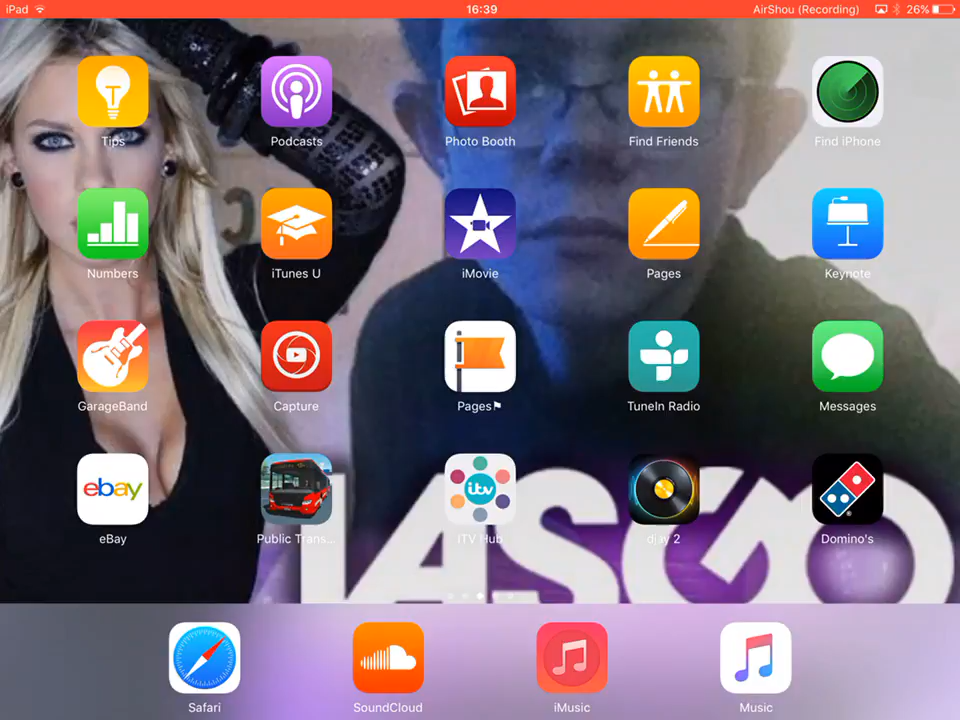 iPad 16:39 AirShou (Recording) 26%
Tips Podcasts Photo Booth Find Friends Find iPhone
Numbers iTunes U iMovie Pages Keynote
GarageBand Capture Pages⚑ TuneIn Radio Messages
ebay itv
eBay Public Trans... ITV Hub djay 2 Domino's
LASGO
Safari SoundCloud iMusic Music